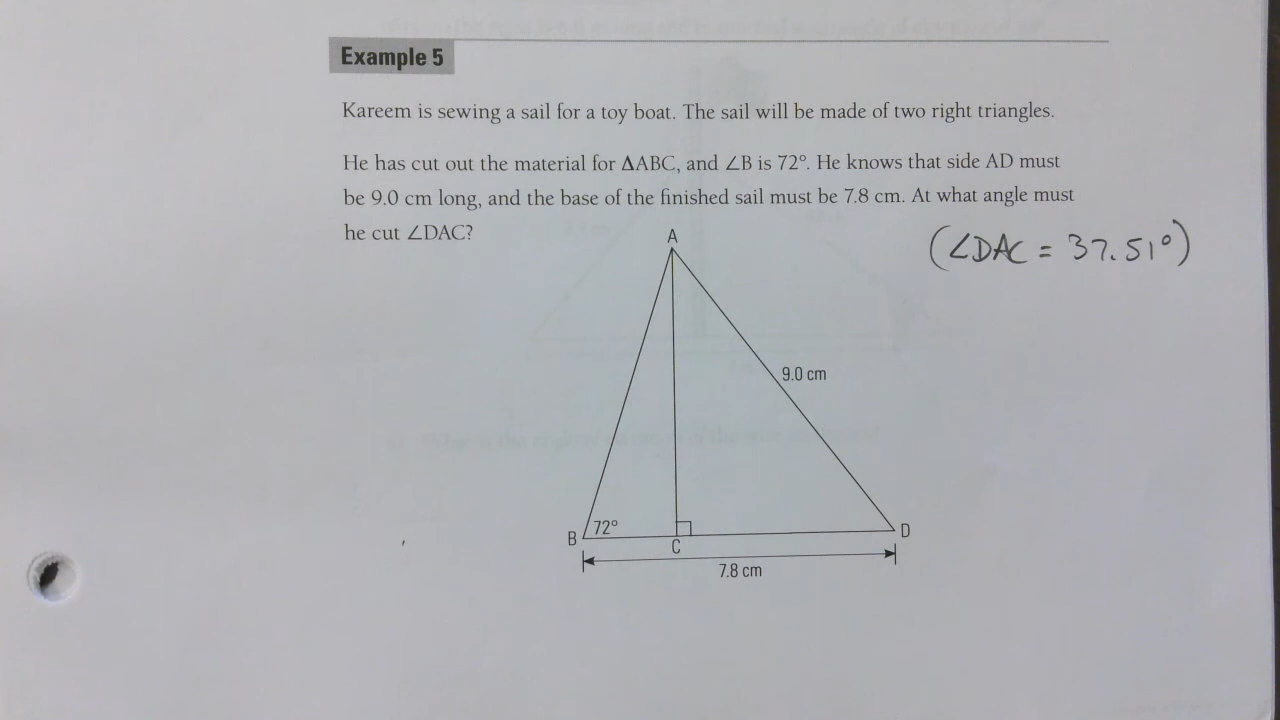 Example 5
Kareem is sewing a sail for a toy boat. The sail will be made of two right triangles.
He has cut out the material for ΔABC, and ∠B is 72°. He knows that side AD must
be 9.0 cm long, and the base of the finished sail must be 7.8 cm. At what angle must
he cut ∠DAC?
(∠DAC = 37.51°)
A
9.0 cm
B
72°
C
D
7.8 cm